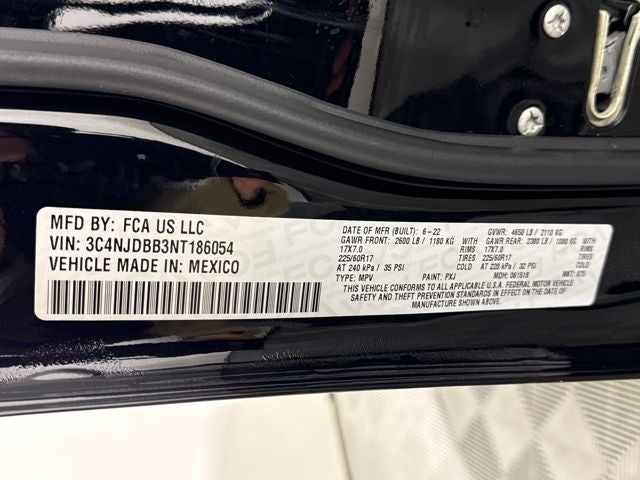 MFD BY: FCA US LLC
VIN: 3C4NJDBB3NT186054
VEHICLE MADE IN: MEXICO
DATE OF MFR (BUILT): 6-22 GVWR: 4650 LB / 2110 KG
GAWR FRONT: 2600 LB / 1180 KG GAWR REAR: 2380 LB / 1080 KG
17X7.0 RIMS 17X7.0 RIMS
225/60R17 TIRES 225/60R17 TIRES
AT 240 kPa / 35 PSI COLD AT 220 kPa / 32 PSI COLD
TYPE: MPV PAINT: PXJ MDH: 061518 MKT: 075
THIS VEHICLE CONFORMS TO ALL APPLICABLE U.S.A. FEDERAL MOTOR VEHICLE
SAFETY AND THEFT PREVENTION STANDARDS IN EFFECT ON THE DATE OF
MANUFACTURE SHOWN ABOVE.